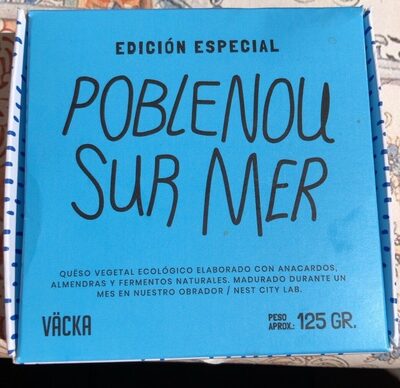 EDICIÓN ESPECIAL
POBLENOU
SUR MER
QUËSO VEGETAL ECOLÓGICO ELABORADO CON ANACARDOS,
ALMENDRAS Y FERMENTOS NATURALES. MADURADO DURANTE UN
MES EN NUESTRO OBRADOR / NEST CITY LAB.
VÄCKA
PESO
APROX.: 125 GR.